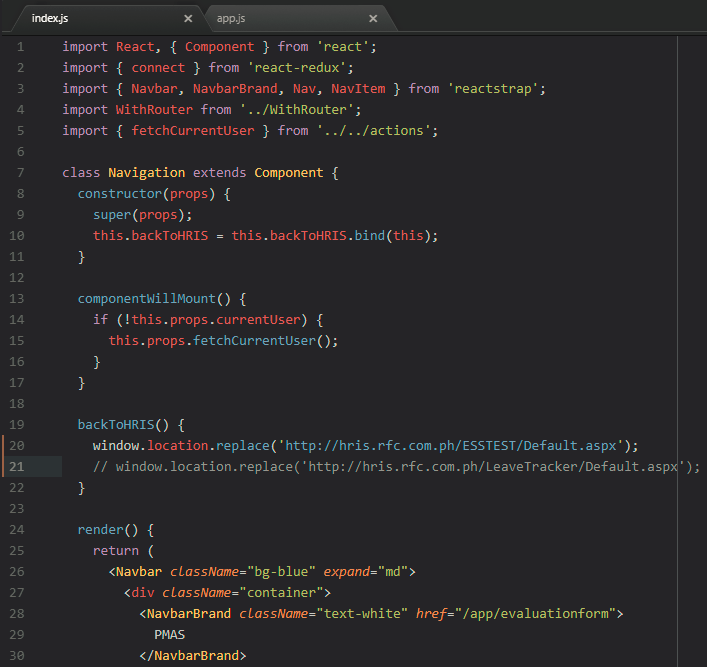 index.js × app.js ×
1 import React, { Component } from 'react';
2 import { connect } from 'react-redux';
3 import { Navbar, NavbarBrand, Nav, NavItem } from 'reactstrap';
4 import WithRouter from '../WithRouter';
5 import { fetchCurrentUser } from '../../actions';
6
7 class Navigation extends Component {
8   constructor(props) {
9     super(props);
10     this.backToHRIS = this.backToHRIS.bind(this);
11   }
12
13   componentWillMount() {
14     if (!this.props.currentUser) {
15       this.props.fetchCurrentUser();
16     }
17   }
18
19   backToHRIS() {
20     window.location.replace('http://hris.rfc.com.ph/ESSTEST/Default.aspx');
21     // window.location.replace('http://hris.rfc.com.ph/LeaveTracker/Default.aspx');
22   }
23
24   render() {
25     return (
26       <Navbar className="bg-blue" expand="md">
27         <div className="container">
28           <NavbarBrand className="text-white" href="/app/evaluationform">
29             PMAS
30           </NavbarBrand>